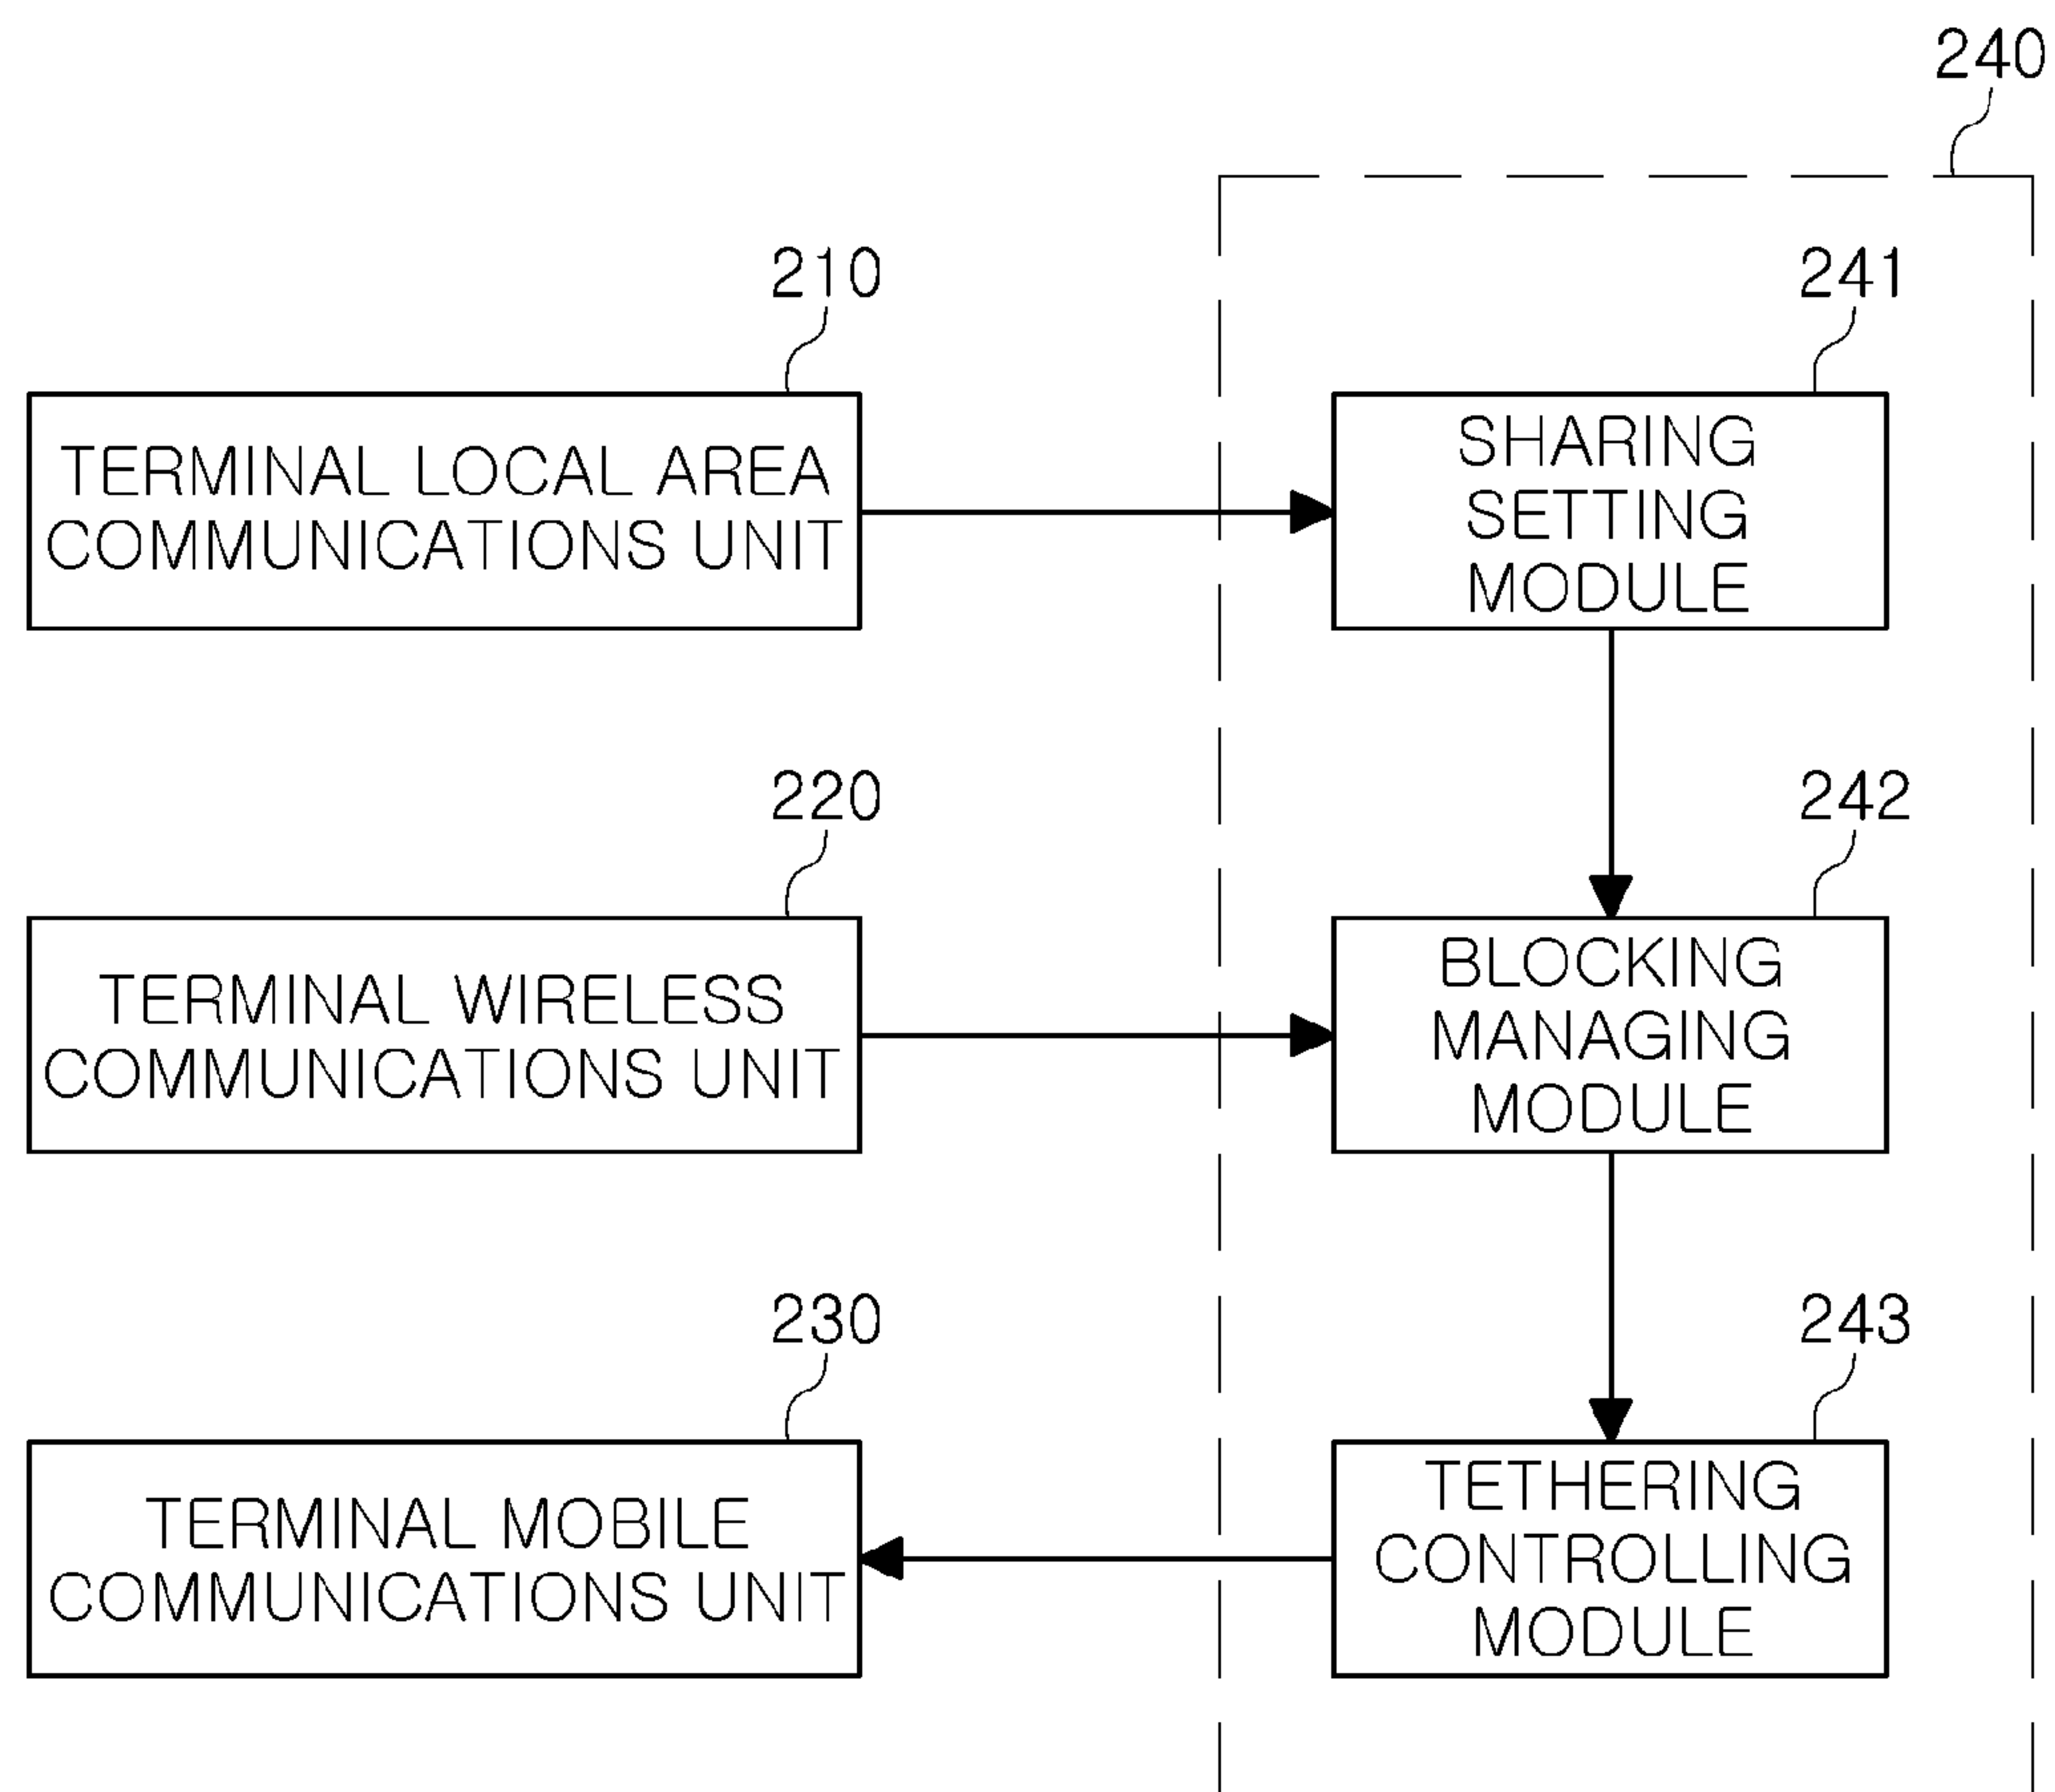 240
210
241
TERMINAL LOCAL AREA
COMMUNICATIONS UNIT
SHARING
SETTING
MODULE
220
242
TERMINAL WIRELESS
COMMUNICATIONS UNIT
BLOCKING
MANAGING
MODULE
230
243
TERMINAL MOBILE
COMMUNICATIONS UNIT
TETHERING
CONTROLLING
MODULE